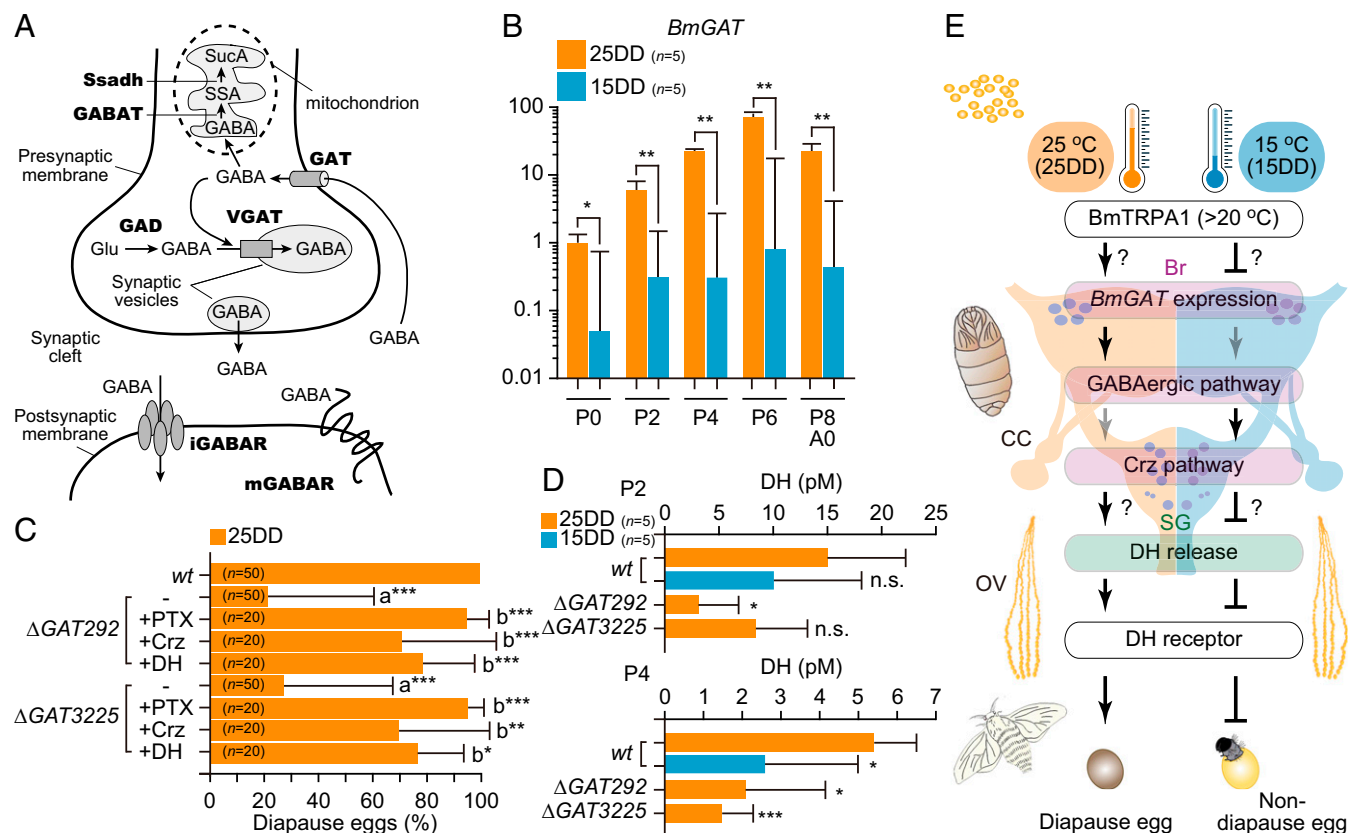 A
SucA
Ssadh
SSA
mitochondrion
GABAT
GABA
Presynaptic
membrane
GAT
GABA
GAD
VGAT
Glu
GABA
GABA
Synaptic
vesicles
GABA
Synaptic
cleft
GABA
GABA
GABA
GABA
Postsynaptic
membrane
iGABAR
mGABAR
B
BmGAT
25DD (n=5)
15DD (n=5)
100
10
1
0.1
0.01
*
**
**
**
**
P0
P2
P4
P6
P8
A0
C
25DD
wt
(n=50)
ΔGAT292
-
(n=50)
a***
+PTX
(n=20)
b***
+Crz
(n=20)
b***
+DH
(n=20)
b***
ΔGAT3225
-
(n=50)
a***
+PTX
(n=20)
b***
+Crz
(n=20)
b**
+DH
(n=20)
b*
0 20 40 60 80 100
Diapause eggs (%)
D
P2
DH (pM)
25DD (n=5)
15DD (n=5)
0 5 10 15 20 25
wt
n.s.
ΔGAT292
*
ΔGAT3225
n.s.
P4
DH (pM)
0 1 2 3 4 5 6 7
wt
*
ΔGAT292
*
ΔGAT3225
***
E
25 ºC
(25DD)
15 ºC
(15DD)
BmTRPA1 (>20 ºC)
?
?
Br
BmGAT expression
GABAergic pathway
CC
Crz pathway
?
?
SG
DH release
OV
DH receptor
Diapause egg
Non-
diapause egg